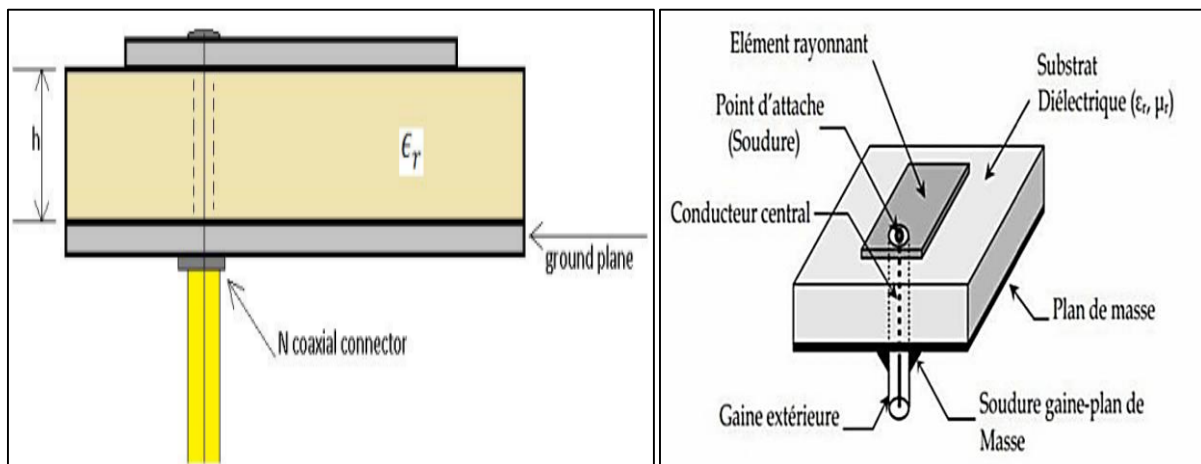 h
ϵr
ground plane
N coaxial connector
Elément rayonnant
Point d'attache
(Soudure)
Conducteur central
Substrat
Diélectrique (εr, μr)
Plan de masse
Gaine extérieure
Soudure gaine-plan de
Masse